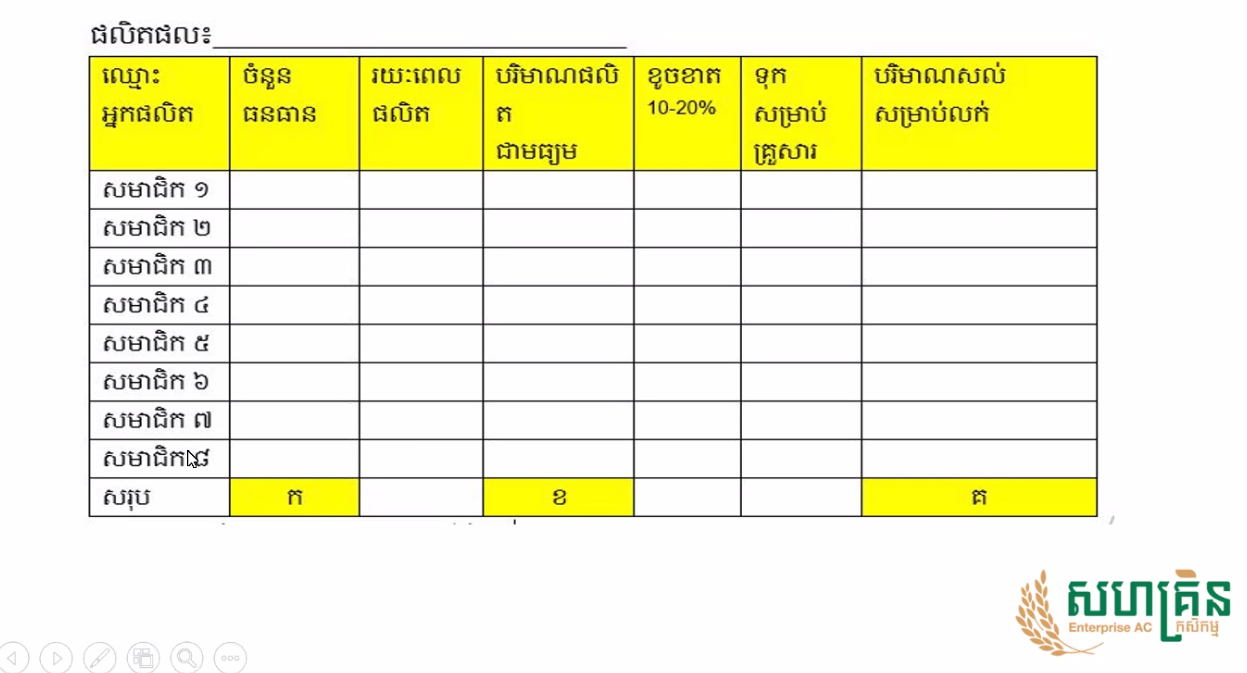 ផលិតផល៖
ឈ្មោះ ចំនួន រយៈពេល បរិមាណផលិ ខូចខាត ទុក បរិមាណសល់
អ្នកផលិត ធនធាន ផលិត ត 10-20% សម្រាប់ សម្រាប់លក់
ជាមធ្យម គ្រួសារ
សមាជិក ១
សមាជិក ២
សមាជិក ៣
សមាជិក ៤
សមាជិក ៥
សមាជិក ៦
សមាជិក ៧
សមាជិក ៨
សរុប ក ខ គ
សហគ្រិន
Enterprise AC កសិកម្ម